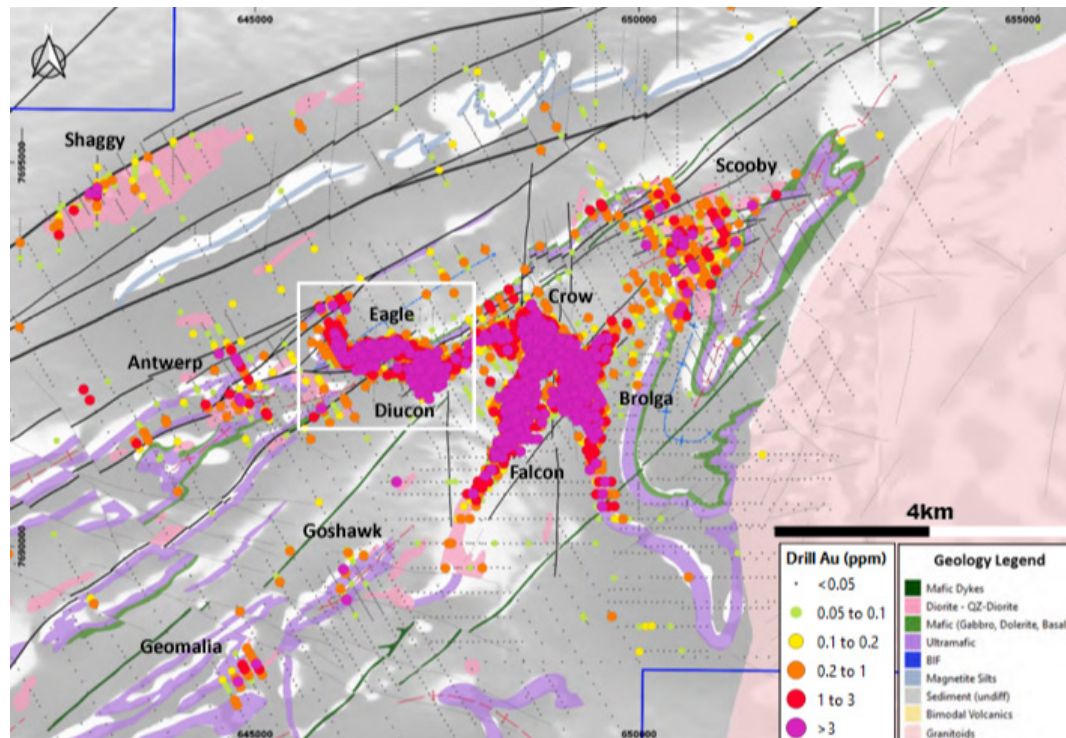 645000
650000
655000
Shaggy
7695000
Scooby
Eagle
Crow
Antwerp
Diucon
Brolga
Falcon
7690000
Goshawk
4km
Geomalia
Drill Au (ppm)
<0.05
0.05 to 0.1
0.1 to 0.2
0.2 to 1
1 to 3
>3
Geology Legend
Mafic Dykes
Diorite - QZ-Diorite
Mafic (Gabbro, Dolerite, Basal
Ultramafic
BIF
Magnetite Silts
Sediment (undiff)
Bimodal Volcanics
Granitoids
645000
650000